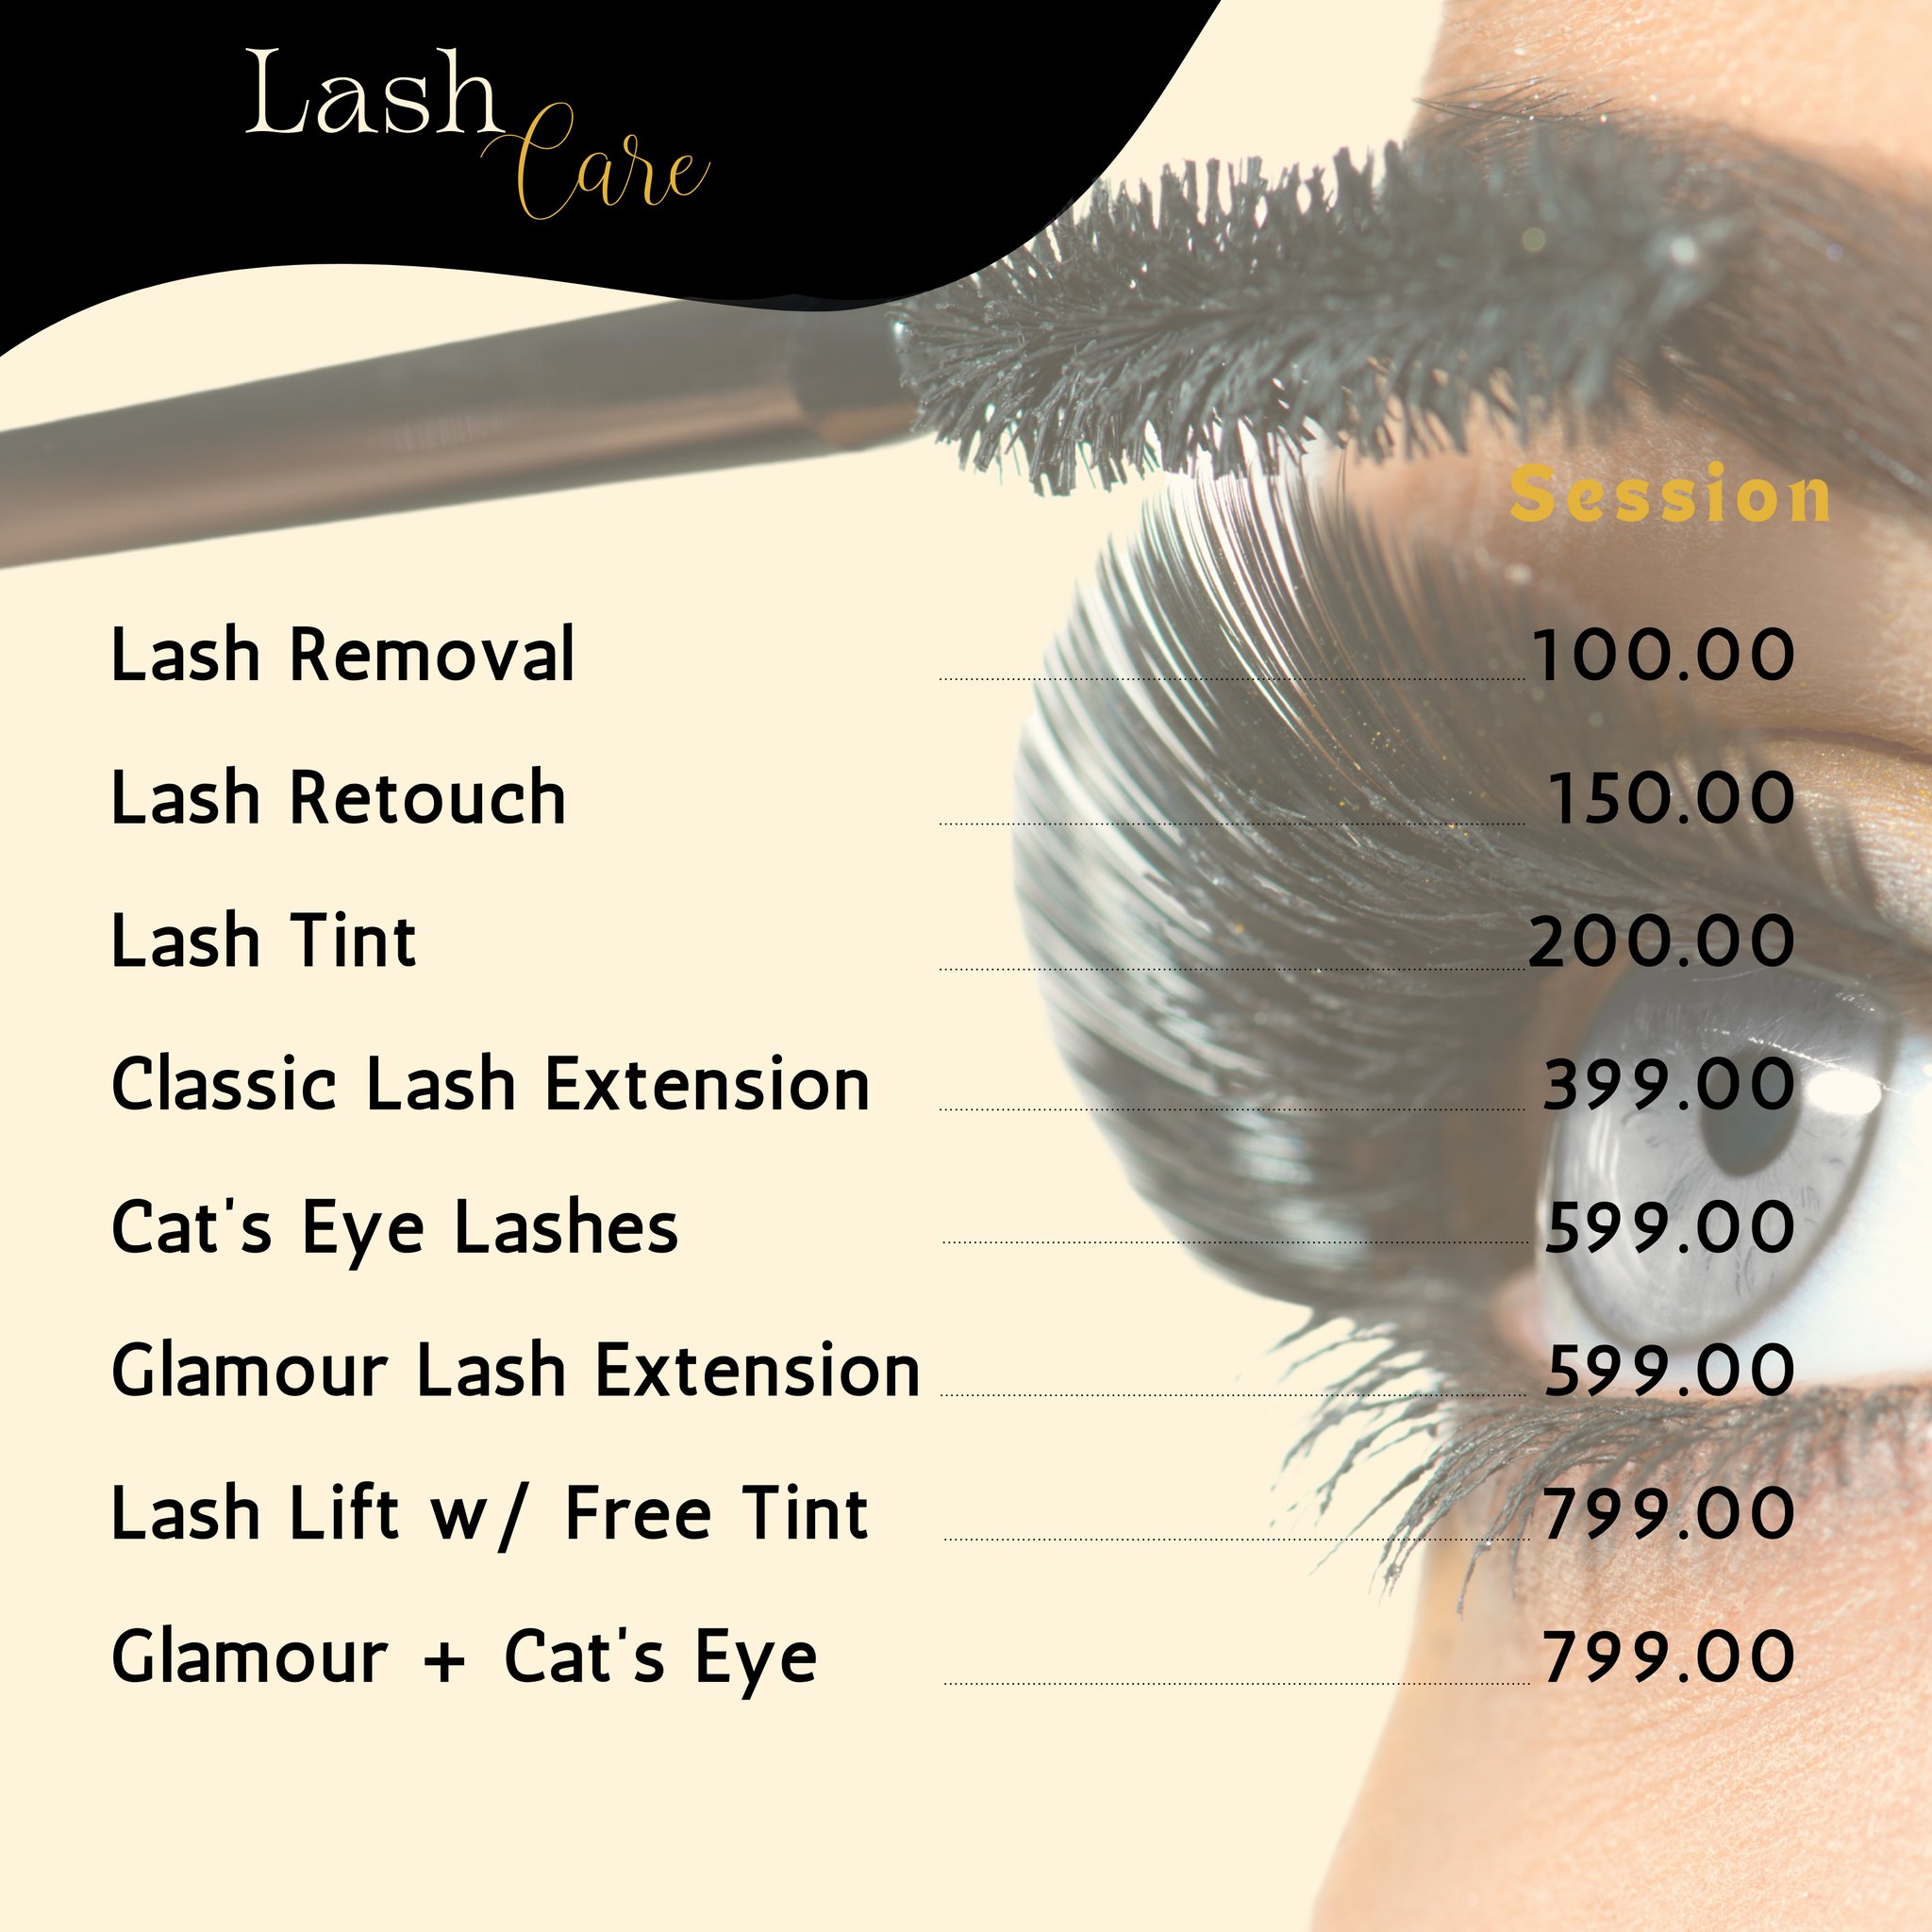 Lash
Care
Session
Lash Removal 100.00
Lash Retouch 150.00
Lash Tint 200.00
Classic Lash Extension 399.00
Cat's Eye Lashes 599.00
Glamour Lash Extension 599.00
Lash Lift w/ Free Tint 799.00
Glamour + Cat's Eye 799.00